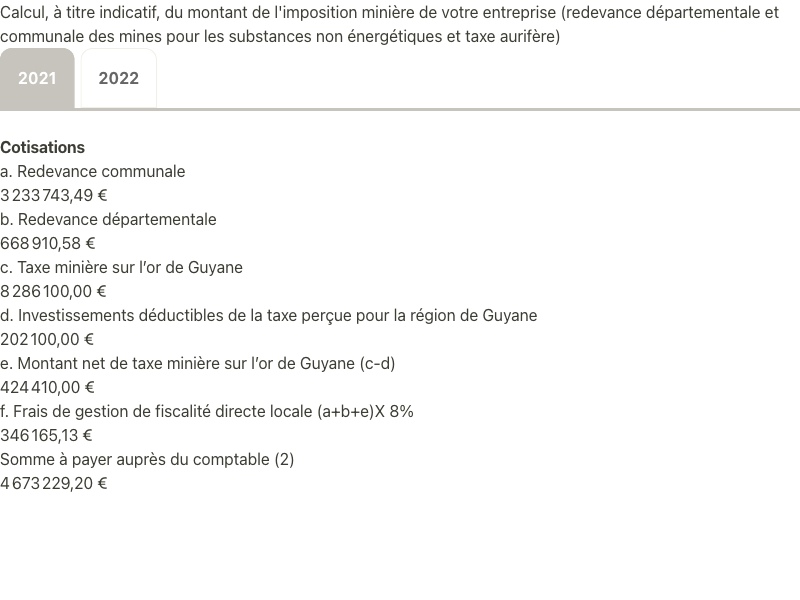 Calcul, à titre indicatif, du montant de l'imposition minière de votre entreprise (redevance départementale et
communale des mines pour les substances non énergétiques et taxe aurifère)
2021 2022
Cotisations
a. Redevance communale
3 233 743,49 €
b. Redevance départementale
668 910,58 €
c. Taxe minière sur l’or de Guyane
8 286 100,00 €
d. Investissements déductibles de la taxe perçue pour la région de Guyane
202 100,00 €
e. Montant net de taxe minière sur l’or de Guyane (c-d)
424 410,00 €
f. Frais de gestion de fiscalité directe locale (a+b+e)X 8%
346 165,13 €
Somme à payer auprès du comptable (2)
4 673 229,20 €